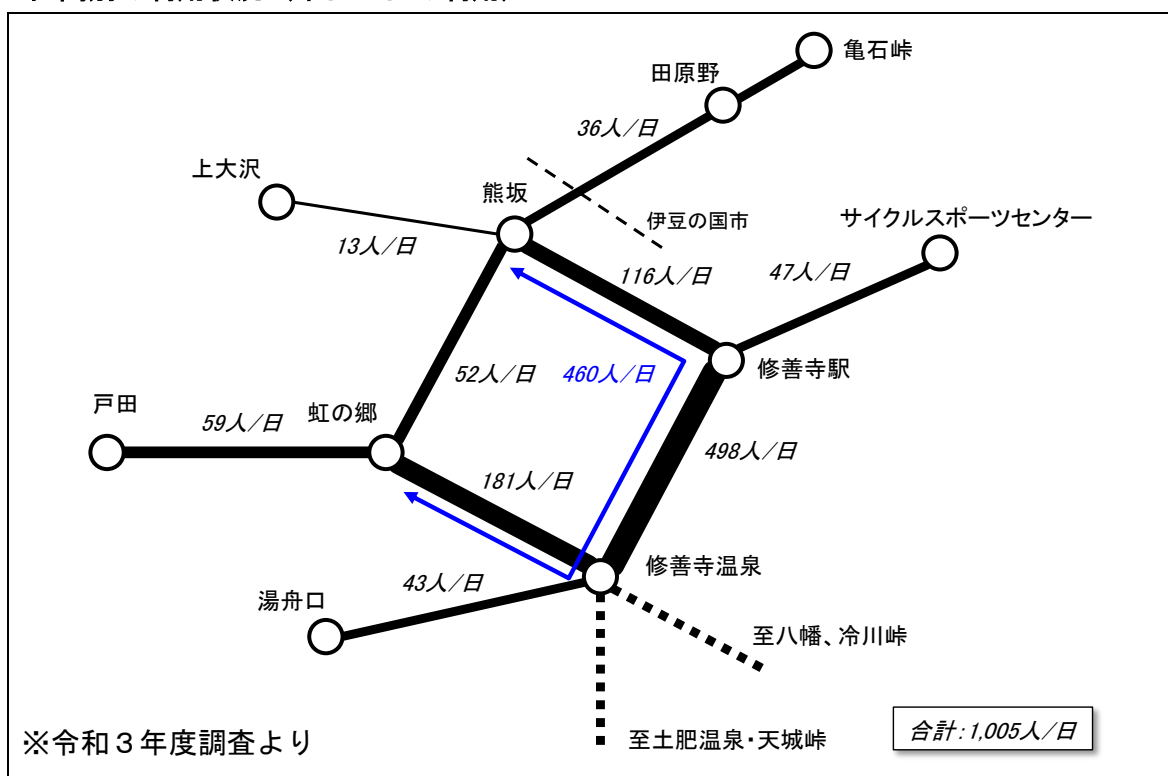 亀石峠
田原野
36人/日
上大沢
熊坂
伊豆の国市
サイクルスポーツセンター
13人/日
116人/日
47人/日
52人/日
460人/日
修善寺駅
戸田
59人/日
虹の郷
498人/日
181人/日
修善寺温泉
43人/日
湯舟口
至八幡、冷川峠
※令和3年度調査より
至土肥温泉・天城峠
合計:1,005人/日